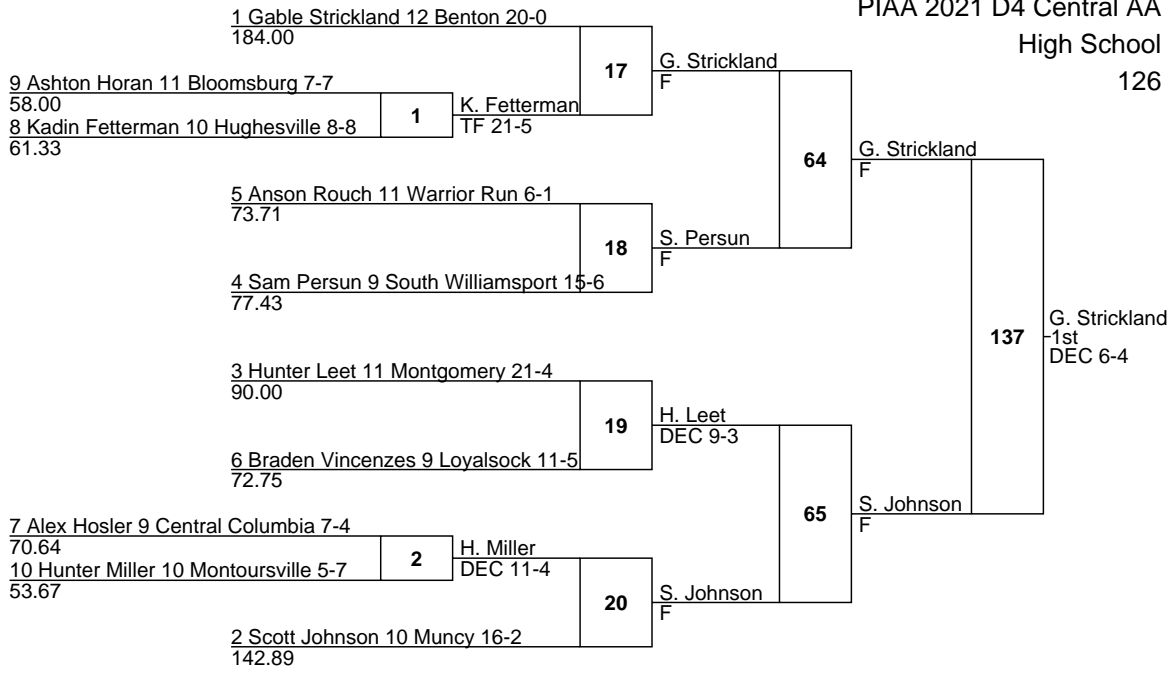 PIAA 2021 D4 Central AA
High School
126
1 Gable Strickland 12 Benton 20-0
184.00
17
G. Strickland
F
9 Ashton Horan 11 Bloomsburg 7-7
58.00
1
K. Fetterman
TF 21-5
8 Kadin Fetterman 10 Hughesville 8-8
61.33
64
G. Strickland
F
5 Anson Rouch 11 Warrior Run 6-1
73.71
18
S. Persun
F
4 Sam Persun 9 South Williamsport 15-6
77.43
137
G. Strickland
1st
DEC 6-4
3 Hunter Leet 11 Montgomery 21-4
90.00
19
H. Leet
DEC 9-3
6 Braden Vincenzes 9 Loyalsock 11-5
72.75
65
S. Johnson
F
7 Alex Hosler 9 Central Columbia 7-4
70.64
2
H. Miller
DEC 11-4
10 Hunter Miller 10 Montoursville 5-7
53.67
20
S. Johnson
F
2 Scott Johnson 10 Muncy 16-2
142.89